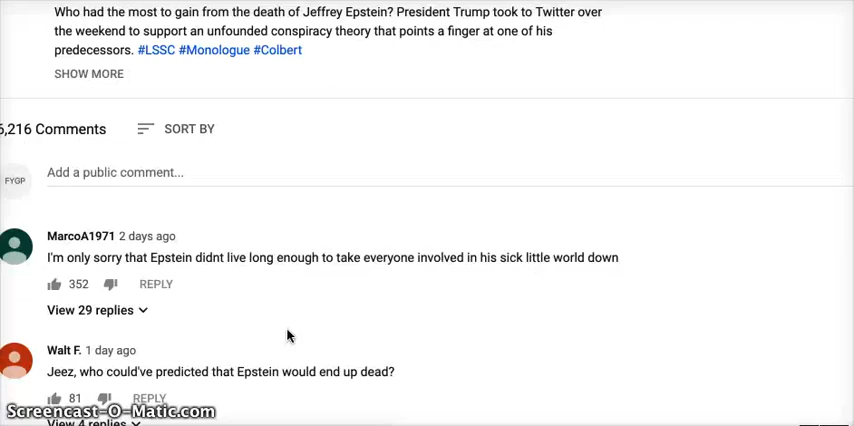 Who had the most to gain from the death of Jeffrey Epstein? President Trump took to Twitter over
the weekend to support an unfounded conspiracy theory that points a finger at one of his
predecessors. #LSSC #Monologue #Colbert
SHOW MORE
6,216 Comments SORT BY
FYGP Add a public comment...
MarcoA1971 2 days ago
I'm only sorry that Epstein didnt live long enough to take everyone involved in his sick little world down
352 REPLY
View 29 replies
Walt F. 1 day ago
Jeez, who could've predicted that Epstein would end up dead?
81 REPLY
Screencast-O-Matic.com
View 4 replies